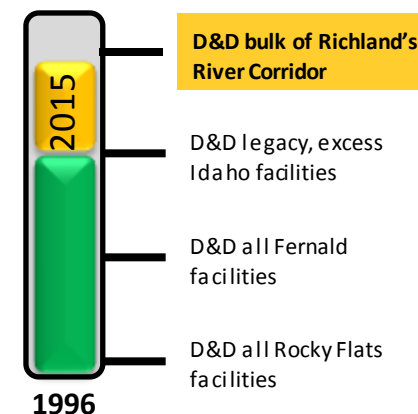 D&D bulk of Richland's
River Corridor
2015
D&D legacy, excess
Idaho facilities
D&D all Fernald
facilities
D&D all Rocky Flats
facilities
1996